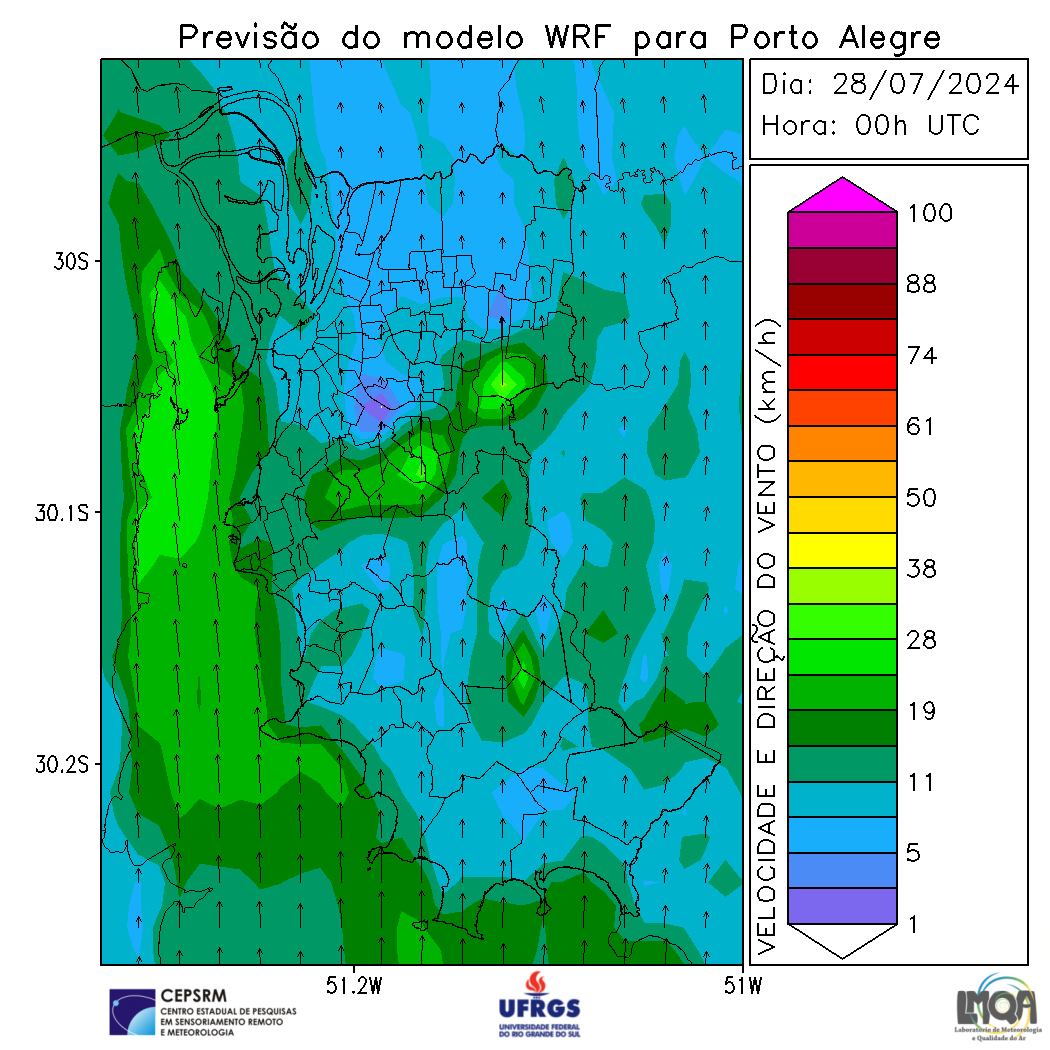 Previsão do modelo WRF para Porto Alegre
Dia: 28/07/2024
Hora: 00h UTC
30S
30.1S
30.2S
51.2W
51W
VELOCIDADE E DIREÇÃO DO VENTO (km/h)
100
88
74
61
50
38
28
19
11
5
1
CEPSRM
CENTRO ESTADUAL DE PESQUISAS
EM SENSORIAMENTO REMOTO
E METEOROLOGIA
UFRGS
UNIVERSIDADE FEDERAL
DO RIO GRANDE DO SUL
LMQA
Laboratório de Meteorologia
e Qualidade do Ar